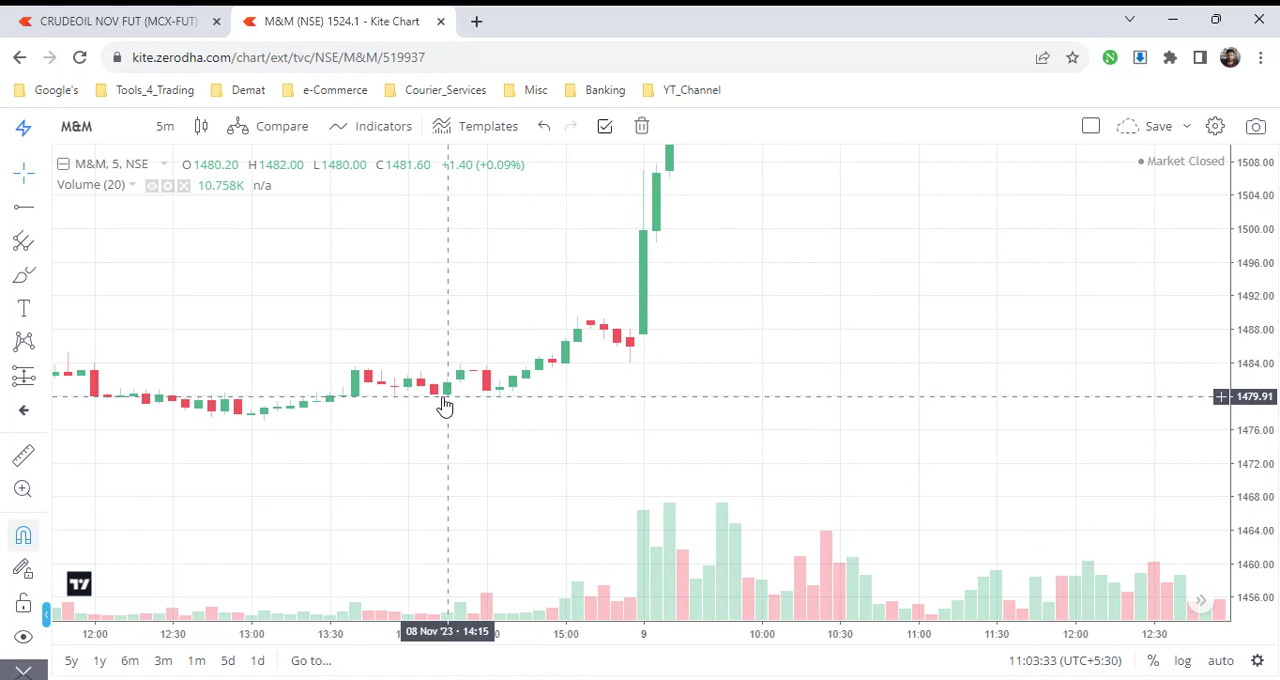 CRUDEOIL NOV FUT (MCX-FUT)
M&M (NSE) 1524.1 - Kite Chart
kite.zerodha.com/chart/ext/tvc/NSE/M&M/519937
Google's Tools_4_Trading Demat e-Commerce Courier_Services Misc Banking YT_Channel
M&M 5m Compare Indicators Templates Save
M&M, 5, NSE O1480.20 H1482.00 L1480.00 C1481.60 +1.40 (+0.09%)
Market Closed
Volume (20) 10.758K n/a
1508.00
1504.00
1500.00
1496.00
1492.00
1488.00
1484.00
1479.91
1476.00
1472.00
1468.00
1464.00
1460.00
1456.00
12:00 12:30 13:00 13:30 08 Nov '23 - 14:15 15:00 9 10:00 10:30 11:00 11:30 12:00 12:30
5y 1y 6m 3m 1m 5d 1d Go to... 11:03:33 (UTC+5:30) % log auto